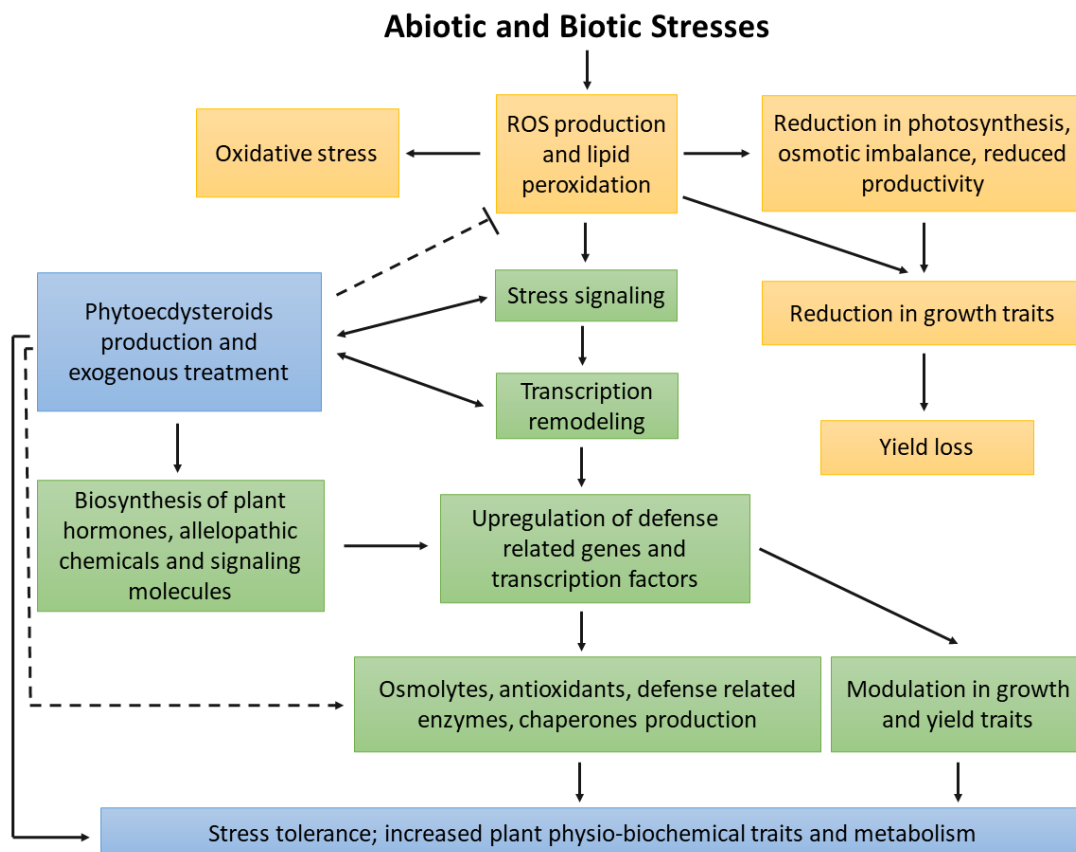 Abiotic and Biotic Stresses
Oxidative stress
ROS production
and lipid
peroxidation
Reduction in photosynthesis,
osmotic imbalance, reduced
productivity
Phytoecdysteroids
production and
exogenous treatment
Stress signaling
Reduction in growth traits
Transcription
remodeling
Yield loss
Biosynthesis of plant
hormones, allelopathic
chemicals and signaling
molecules
Upregulation of defense
related genes and
transcription factors
Osmolytes, antioxidants, defense related
enzymes, chaperones production
Modulation in growth
and yield traits
Stress tolerance; increased plant physio-biochemical traits and metabolism